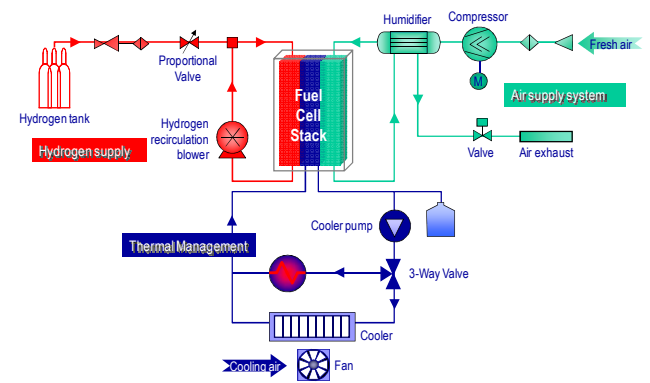 Humidifier
Compressor
Fresh air
Proportional
Valve
M
Air supply system
Fuel
Cell
Stack
Hydrogen tank
Hydrogen
recirculation
blower
Hydrogen supply
Valve
Air exhaust
Cooler pump
Thermal Management
3-Way Valve
Cooler
Cooling air
Fan